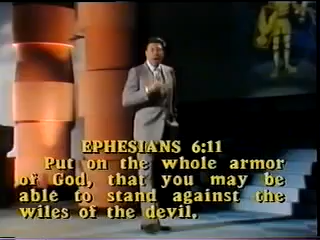 EPHESIANS 6:11
Put on the whole armor
of God, that you may be
able to stand against the
wiles of the devil.